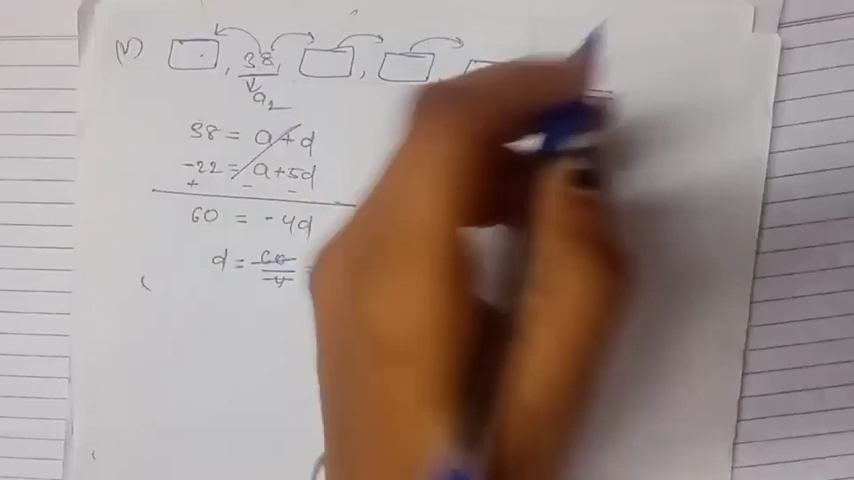 (v) , 38, , ,
a₂
38 = a + d
-22 = a + 5d
+ - -
60 = -4d
d = 60/-4 =